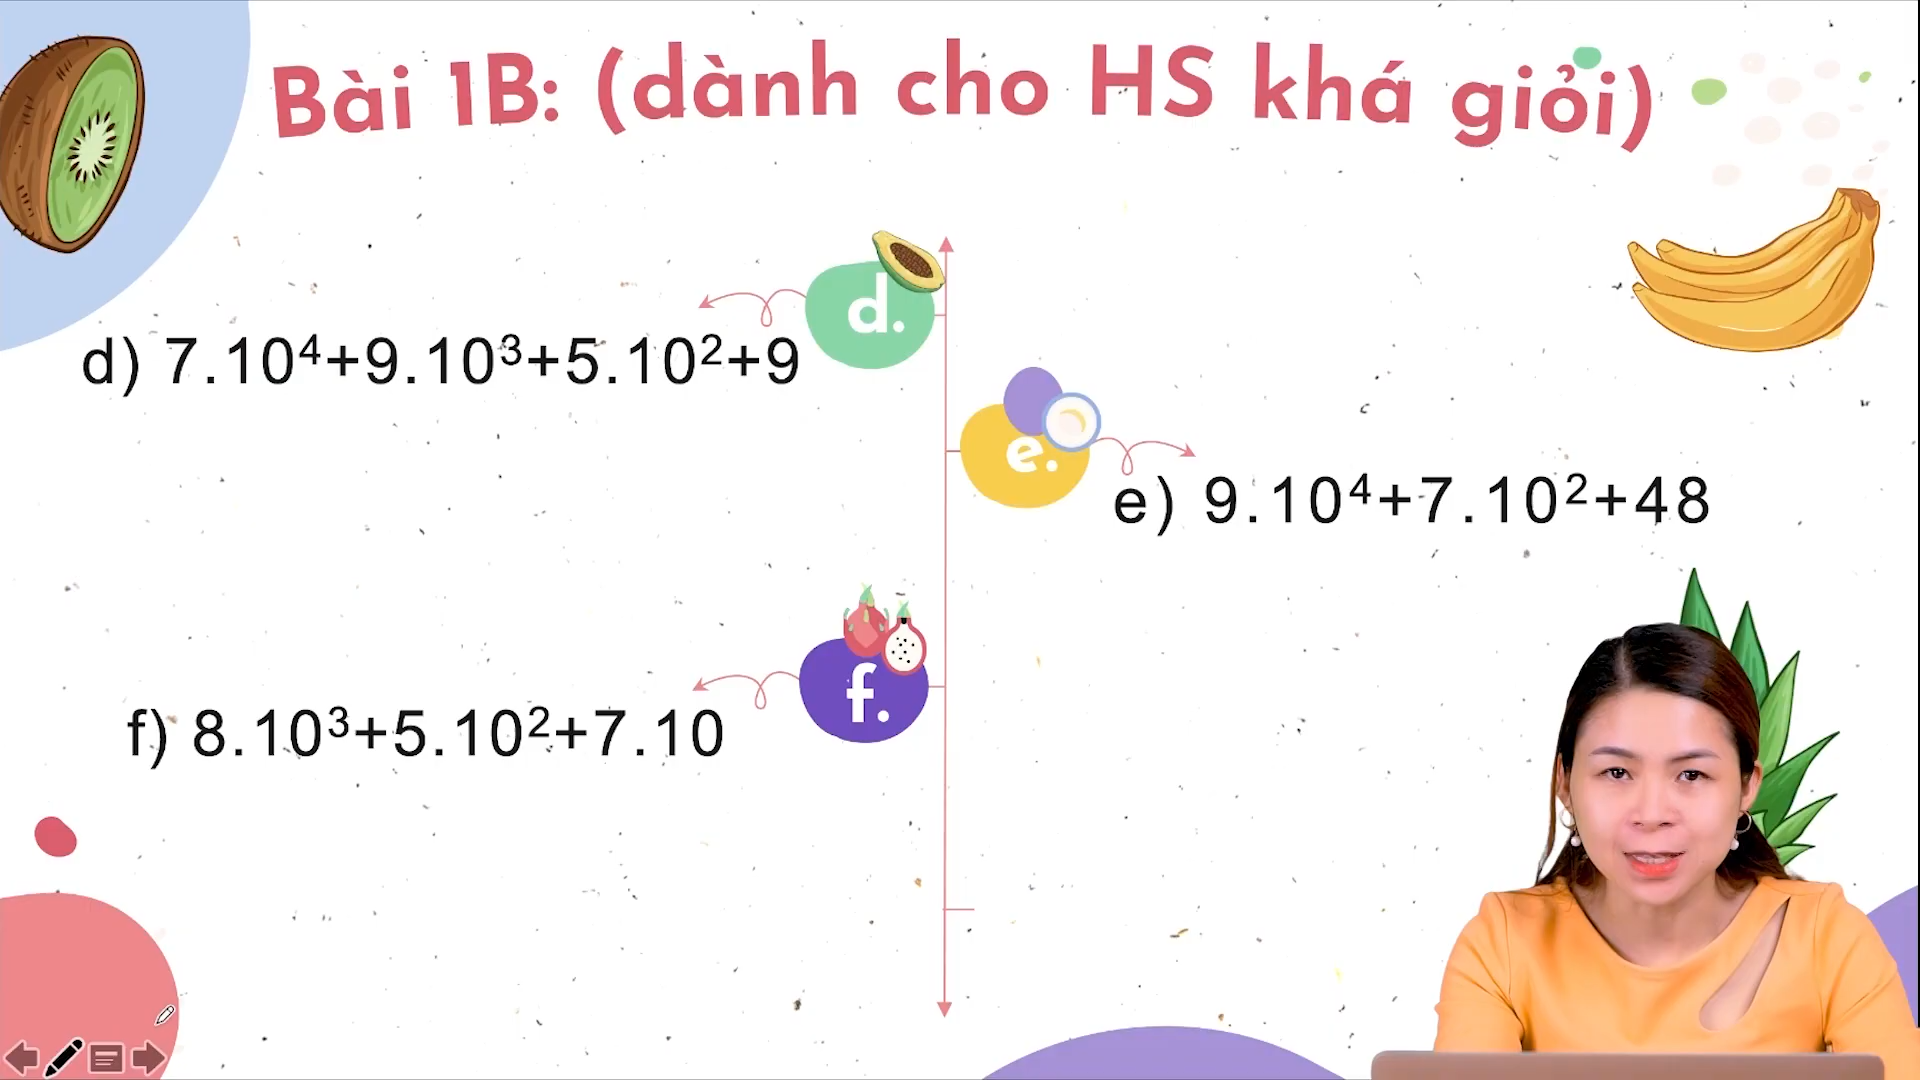 Bài 1B: (dành cho HS khá giỏi)
d.
d) 7.10⁴+9.10³+5.10²+9
e.
e) 9.10⁴+7.10²+48
f.
f) 8.10³+5.10²+7.10